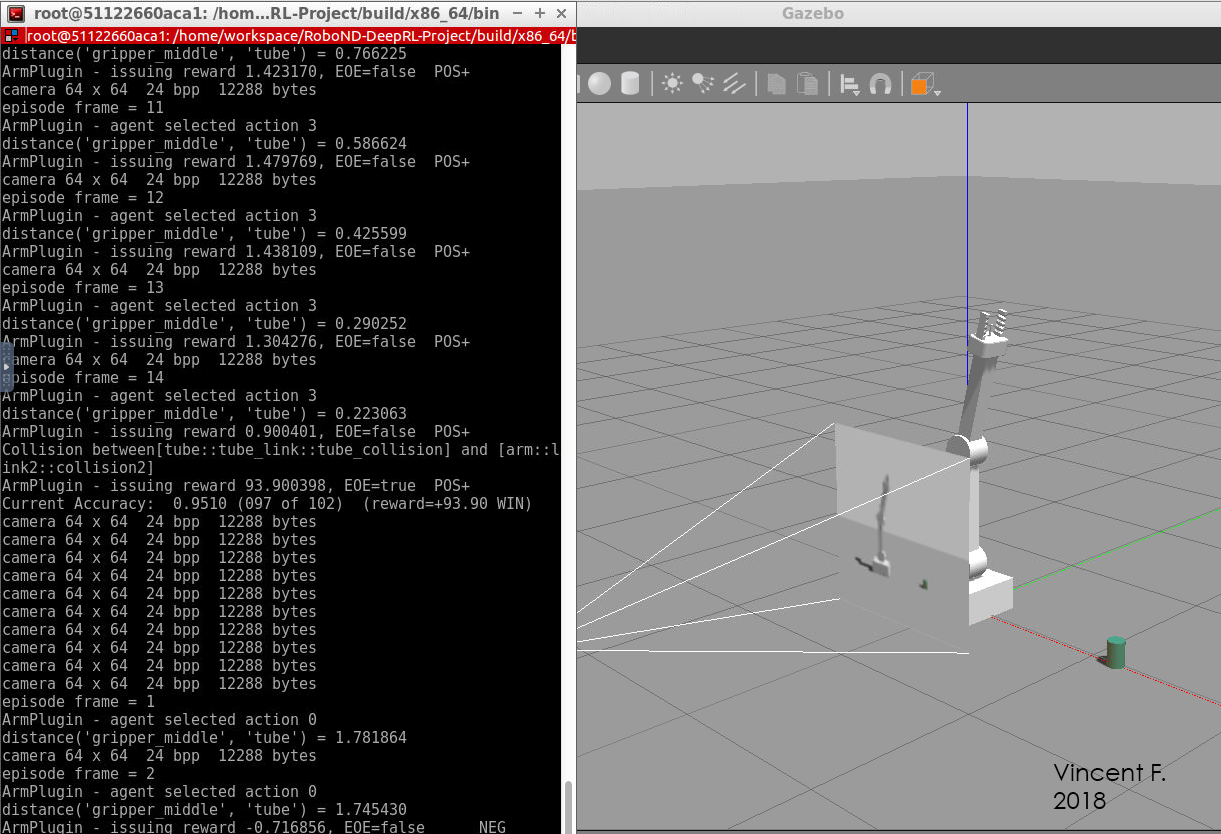 root@51122660aca1: /hom...RL-Project/build/x86_64/bin
Gazebo
root@51122660aca1: /home/workspace/RoboND-DeepRL-Project/build/x86_64/b
distance('gripper_middle', 'tube') = 0.766225
ArmPlugin - issuing reward 1.423170, EOE=false  POS+
camera 64 x 64  24 bpp  12288 bytes
episode frame = 11
ArmPlugin - agent selected action 3
distance('gripper_middle', 'tube') = 0.586624
ArmPlugin - issuing reward 1.479769, EOE=false  POS+
camera 64 x 64  24 bpp  12288 bytes
episode frame = 12
ArmPlugin - agent selected action 3
distance('gripper_middle', 'tube') = 0.425599
ArmPlugin - issuing reward 1.438109, EOE=false  POS+
camera 64 x 64  24 bpp  12288 bytes
episode frame = 13
ArmPlugin - agent selected action 3
distance('gripper_middle', 'tube') = 0.290252
ArmPlugin - issuing reward 1.304276, EOE=false  POS+
camera 64 x 64  24 bpp  12288 bytes
episode frame = 14
ArmPlugin - agent selected action 3
distance('gripper_middle', 'tube') = 0.223063
ArmPlugin - issuing reward 0.900401, EOE=false  POS+
Collision between[tube::tube_link::tube_collision] and [arm::l
ink2::collision2]
ArmPlugin - issuing reward 93.900398, EOE=true  POS+
Current Accuracy:  0.9510 (097 of 102)  (reward=+93.90 WIN)
camera 64 x 64  24 bpp  12288 bytes
camera 64 x 64  24 bpp  12288 bytes
camera 64 x 64  24 bpp  12288 bytes
camera 64 x 64  24 bpp  12288 bytes
camera 64 x 64  24 bpp  12288 bytes
camera 64 x 64  24 bpp  12288 bytes
camera 64 x 64  24 bpp  12288 bytes
camera 64 x 64  24 bpp  12288 bytes
camera 64 x 64  24 bpp  12288 bytes
camera 64 x 64  24 bpp  12288 bytes
episode frame = 1
ArmPlugin - agent selected action 0
distance('gripper_middle', 'tube') = 1.781864
camera 64 x 64  24 bpp  12288 bytes
episode frame = 2
ArmPlugin - agent selected action 0
distance('gripper_middle', 'tube') = 1.745430
ArmPlugin - issuing reward -0.716856, EOE=false      NEG
Vincent F.
2018